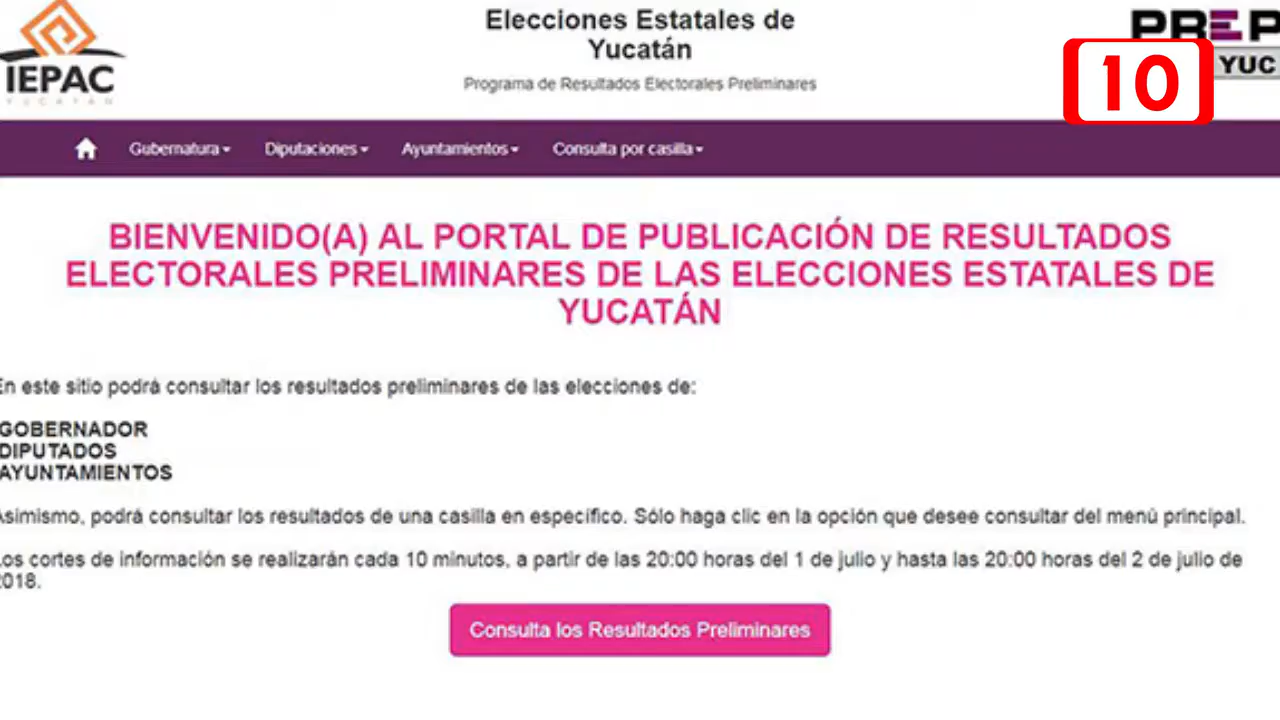 IEPAC
YUCATÁN
Elecciones Estatales de
Yucatán
Programa de Resultados Electorales Preliminares
PREP
YUC
10
Gubernatura
Diputaciones
Ayuntamientos
Consulta por casilla
BIENVENIDO(A) AL PORTAL DE PUBLICACIÓN DE RESULTADOS
ELECTORALES PRELIMINARES DE LAS ELECCIONES ESTATALES DE
YUCATÁN
En este sitio podrá consultar los resultados preliminares de las elecciones de:
GOBERNADOR
DIPUTADOS
AYUNTAMIENTOS
Asimismo, podrá consultar los resultados de una casilla en específico. Sólo haga clic en la opción que desee consultar del menú principal.
Los cortes de información se realizarán cada 10 minutos, a partir de las 20:00 horas del 1 de julio y hasta las 20:00 horas del 2 de julio de
2018.
Consulta los Resultados Preliminares